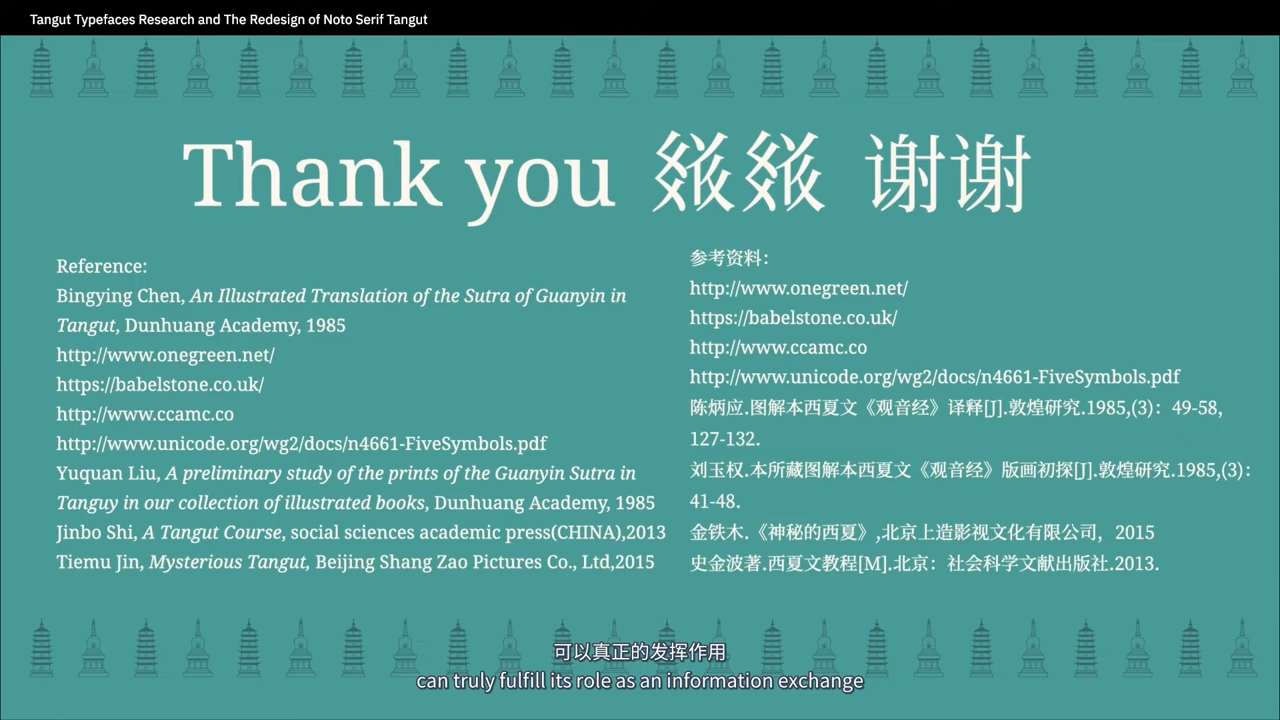 Tangut Typefaces Research and The Redesign of Noto Serif Tangut
Thank you 谢谢
Reference:
Bingying Chen, An Illustrated Translation of the Sutra of Guanyin in
Tangut, Dunhuang Academy, 1985
http://www.onegreen.net/
https://babelstone.co.uk/
http://www.ccamc.co
http://www.unicode.org/wg2/docs/n4661-FiveSymbols.pdf
Yuquan Liu, A preliminary study of the prints of the Guanyin Sutra in
Tanguy in our collection of illustrated books, Dunhuang Academy, 1985
Jinbo Shi, A Tangut Course, social sciences academic press(CHINA),2013
Tiemu Jin, Mysterious Tangut, Beijing Shang Zao Pictures Co., Ltd,2015
参考资料:
http://www.onegreen.net/
https://babelstone.co.uk/
http://www.ccamc.co
http://www.unicode.org/wg2/docs/n4661-FiveSymbols.pdf
陈炳应.图解本西夏文《观音经》译释[J].敦煌研究.1985,(3)：49-58,
127-132.
刘玉权.本所藏图解本西夏文《观音经》版画初探[J].敦煌研究.1985,(3):
41-48.
金铁木.《神秘的西夏》,北京上造影视文化有限公司，2015
史金波著.西夏文教程[M].北京：社会科学文献出版社.2013.
可以真正的发挥作用
can truly fulfill its role as an information exchange